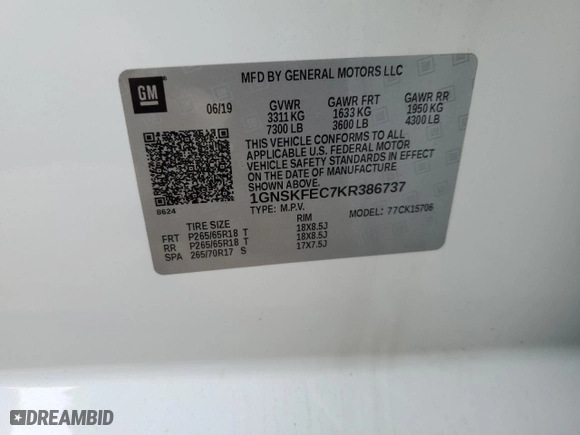 MFD BY GENERAL MOTORS LLC
GM
06/19 GVWR GAWR FRT GAWR RR
3311 KG 1633 KG 1950 KG
7300 LB 3600 LB 4300 LB
THIS VEHICLE CONFORMS TO ALL
APPLICABLE U.S. FEDERAL MOTOR
VEHICLE SAFETY STANDARDS IN EFFECT
ON THE DATE OF MANUFACTURE
SHOWN ABOVE.
1GNSKFEC7KR386737
8624
TYPE: M.P.V. MODEL: 77CK15706
TIRE SIZE RIM
FRT P265/65R18 T 18X8.5J
RR P265/65R18 T 18X8.5J
SPA 265/70R17 S 17X7.5J
DREAMBID